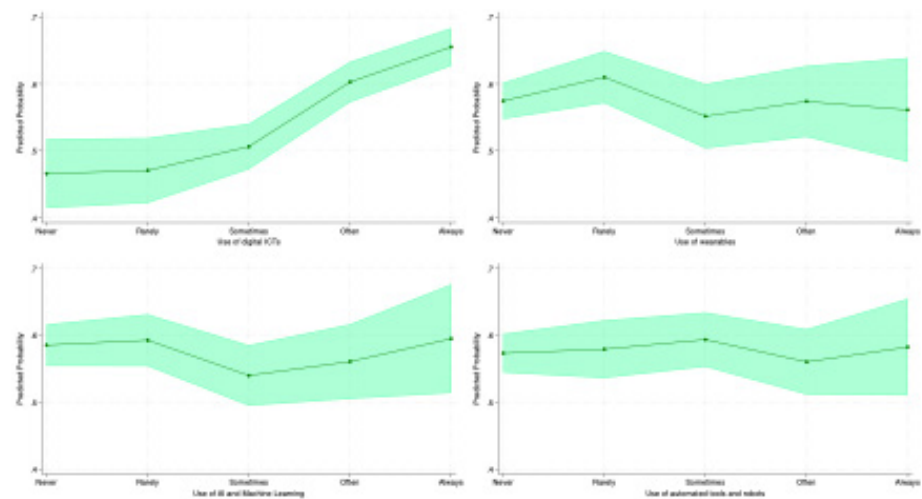 .7
.6
.5
.4
Predicted Probability
Never Rarely Sometimes Often Always
Use of digital ICTs
.7
.6
.5
.4
Predicted Probability
Never Rarely Sometimes Often Always
Use of wearables
.7
.6
.5
.4
Predicted Probability
Never Rarely Sometimes Often Always
Use of AI and Machine Learning
.7
.6
.5
.4
Predicted Probability
Never Rarely Sometimes Often Always
Use of automated tools and robots